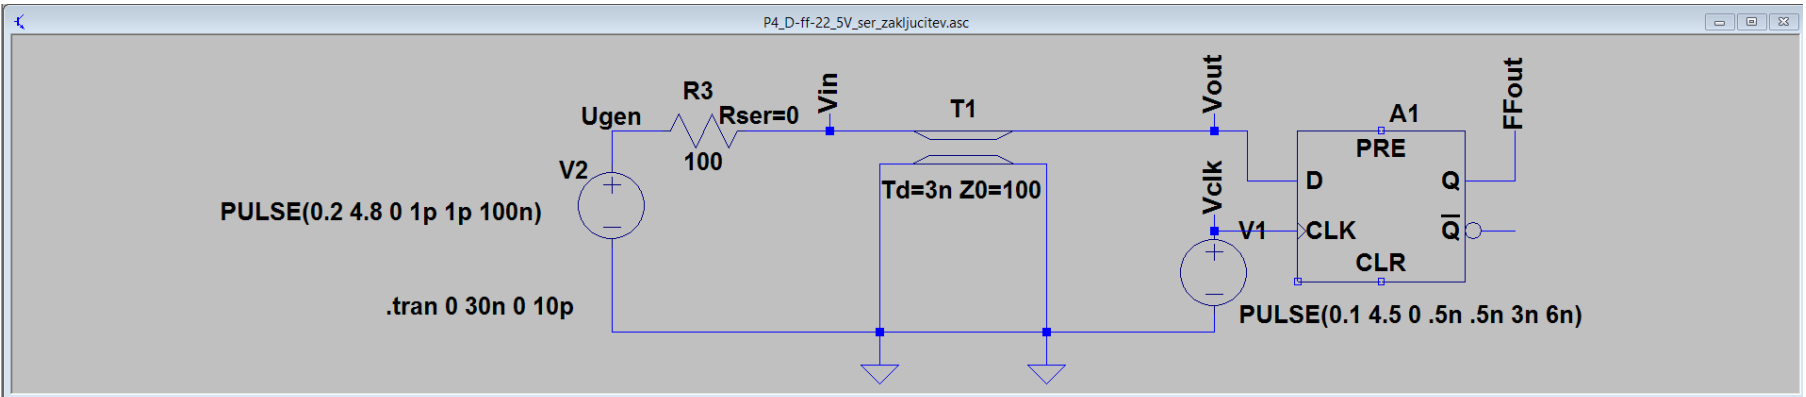 P4_D-ff-22_5V_ser_zakljucitev.asc
Ugen
R3
Rser=0
100
V2
PULSE(0.2 4.8 0 1p 1p 100n)
.tran 0 30n 0 10p
Vin
T1
Td=3n Z0=100
Vout
Vclk
V1
PULSE(0.1 4.5 0 .5n .5n 3n 6n)
A1
PRE
D
Q
CLK
Q
CLR
FFout